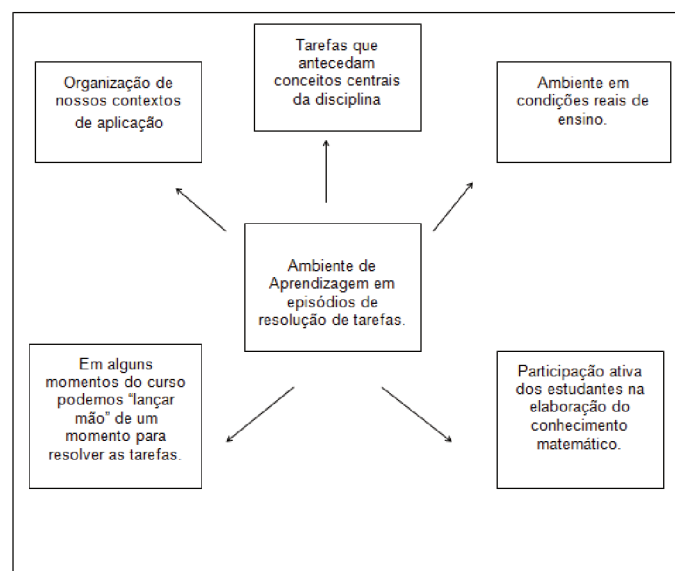 Organização de
nossos contextos
de aplicação
Tarefas que
antecedam
conceitos centrais
da disciplina
Ambiente em
condições reais de
ensino.
Ambiente de
Aprendizagem em
episódios de
resolução de tarefas.
Em alguns
momentos do curso
podemos “lançar
mão” de um
momento para
resolver as tarefas.
Participação ativa
dos estudantes na
elaboração do
conhecimento
matemático.